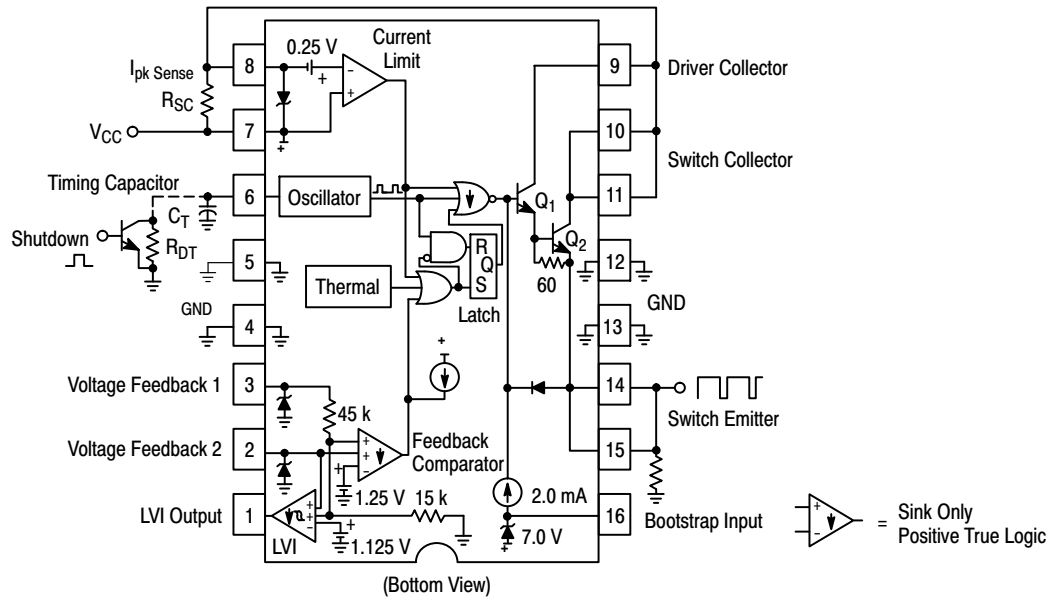 0.25 V
Current
Limit
Ipk Sense
RSC
VCC
8
7
−
+
+
+
9
Driver Collector
10
Switch Collector
11
Timing Capacitor
6
Oscillator
CT
Shutdown
RDT
Q1
Q2
60
5
12
R
Q
S
Latch
Thermal
GND
4
GND
13
+
Voltage Feedback 1
3
45 k
14
Switch Emitter
Voltage Feedback 2
2
+
+
−
Feedback
Comparator
+
1.25 V
15
LVI Output
1
LVI
+
−
+
1.125 V
15 k
2.0 mA
7.0 V
+
16
Bootstrap Input
+
−
=
Sink Only
Positive True Logic
(Bottom View)